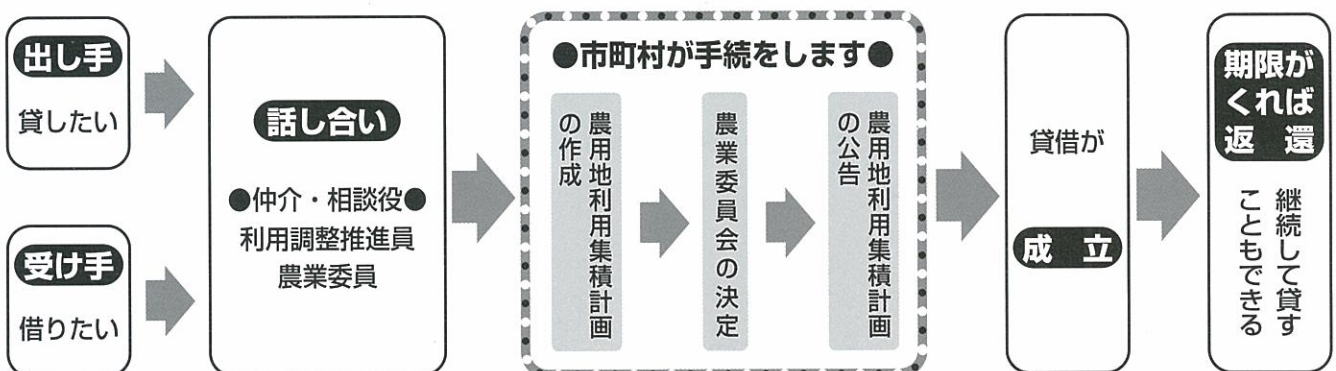 出し手
貸したい
受け手
借りたい
話し合い
●仲介・相談役●
利用調整推進員
農業委員
●市町村が手続をします●
農用地利用集積計画
の作成
農業委員会の決定
農用地利用集積計画
の公告
貸借が
成　立
期限が
くれば
返　還
継続して貸す
こともできる